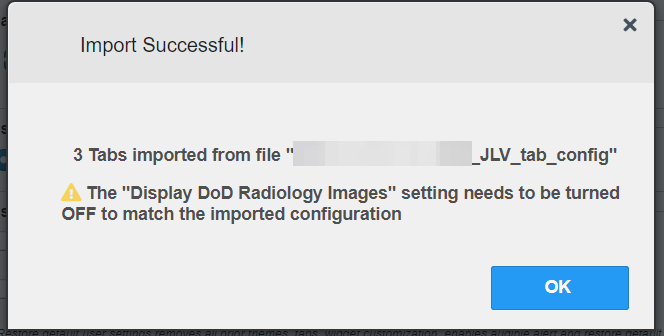 Import Successful!
3 Tabs imported from file "_JLV_tab_config"
The "Display DoD Radiology Images" setting needs to be turned
OFF to match the imported configuration
OK